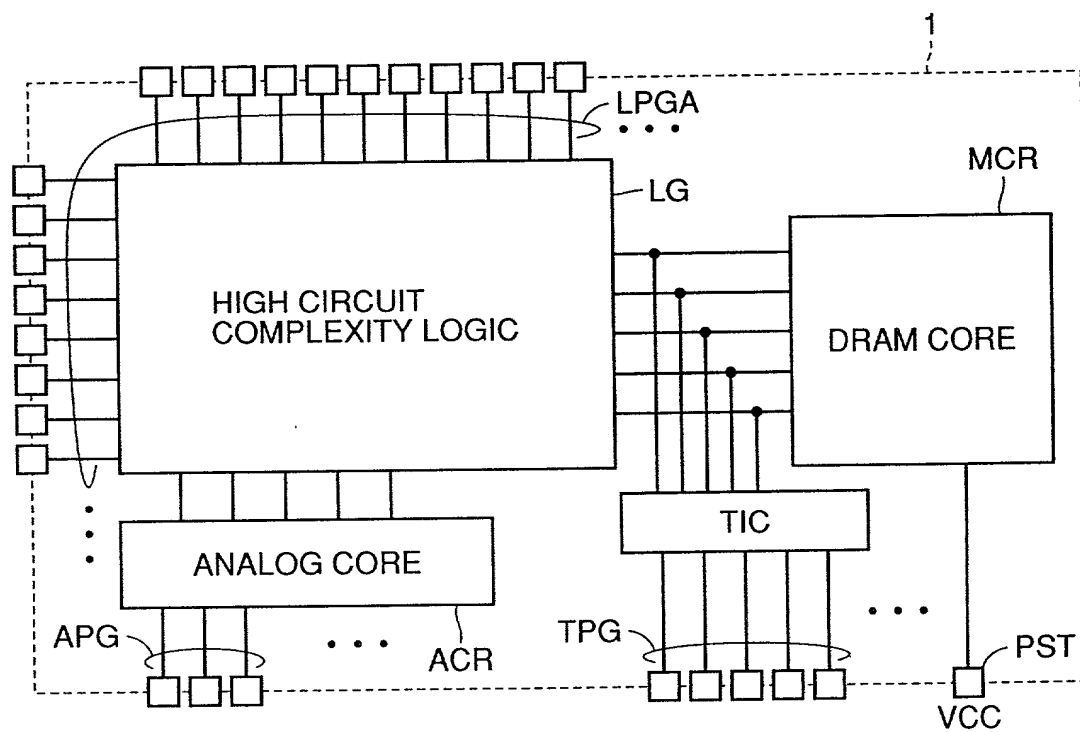 1
LPGA
LG
MCR
HIGH CIRCUIT
COMPLEXITY LOGIC
DRAM CORE
TIC
ANALOG CORE
APG
ACR
TPG
PST
VCC